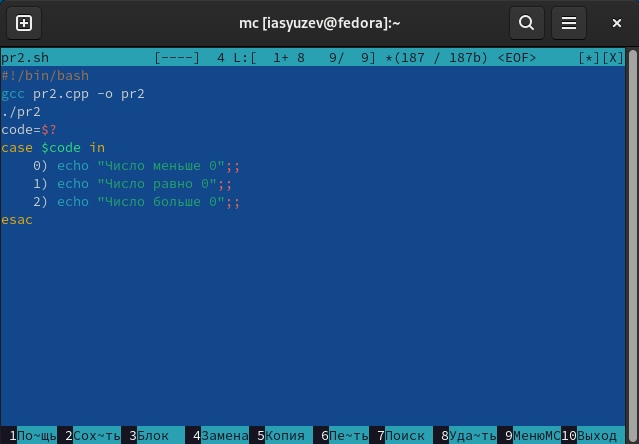 mc [iasyuzev@fedora]:~
pr2.sh [----] 4 L:[ 1+ 8 9/ 9] *(187 / 187b) <EOF> [*][X]
#!/bin/bash
gcc pr2.cpp -o pr2
./pr2
code=$?
case $code in
    0) echo "Число меньше 0";;
    1) echo "Число равно 0";;
    2) echo "Число больше 0";;
esac
1По~щь 2Сох~ть 3Блок 4Замена 5Копия 6Пе~ть 7Поиск 8Уда~ть 9МенюMC 10Выход